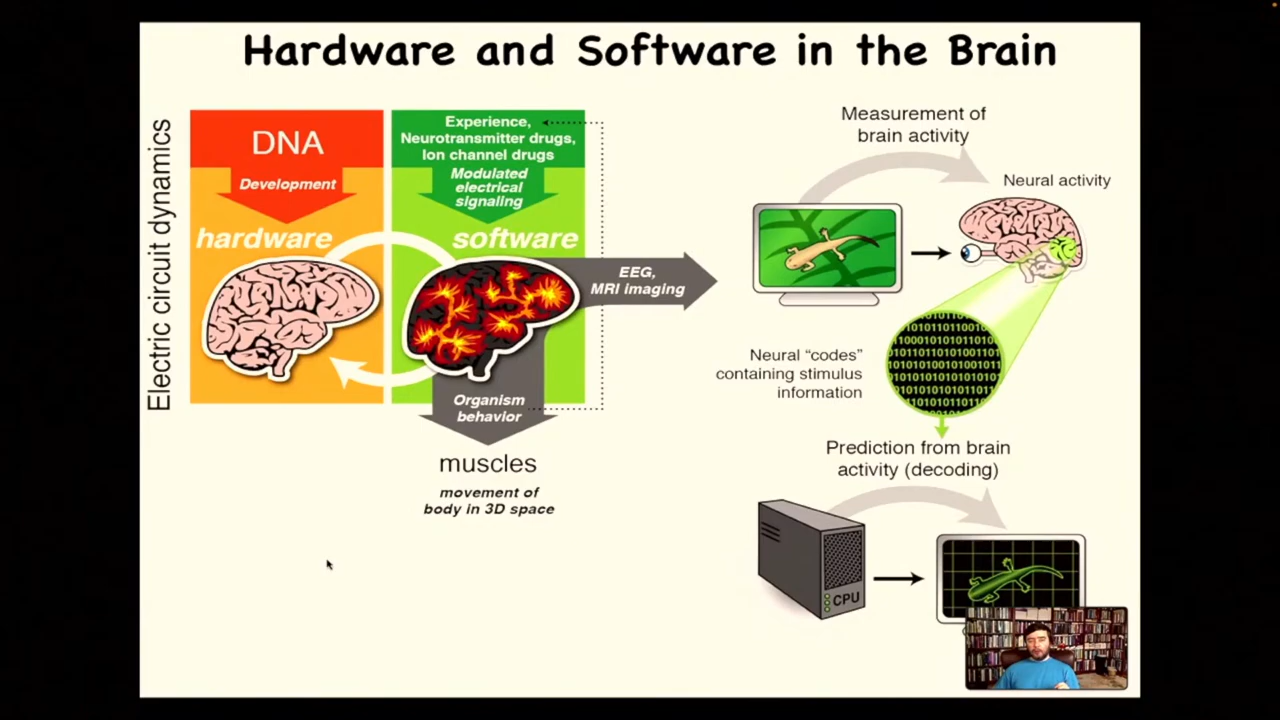 Hardware and Software in the Brain
Electric circuit dynamics
DNA
Development
hardware
Experience,
Neurotransmitter drugs,
Ion channel drugs
Modulated
electrical
signaling
software
EEG,
MRI imaging
Organism
behavior
muscles
movement of
body in 3D space
Measurement of
brain activity
Neural activity
Neural “codes”
containing stimulus
information
Prediction from brain
activity (decoding)
CPU